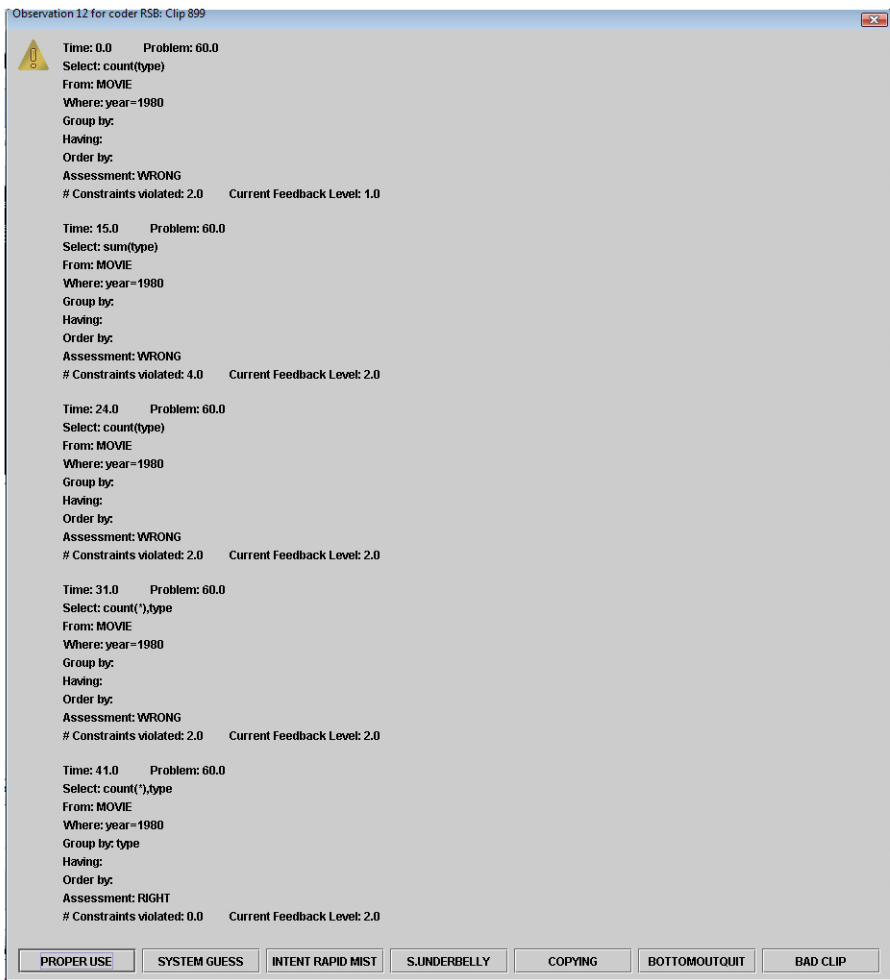 Observation 12 for coder RSB: Clip 899
Time: 0.0 Problem: 60.0
Select: count(type)
From: MOVIE
Where: year=1980
Group by:
Having:
Order by:
Assessment: WRONG
# Constraints violated: 2.0 Current Feedback Level: 1.0
Time: 15.0 Problem: 60.0
Select: sum(type)
From: MOVIE
Where: year=1980
Group by:
Having:
Order by:
Assessment: WRONG
# Constraints violated: 4.0 Current Feedback Level: 2.0
Time: 24.0 Problem: 60.0
Select: count(type)
From: MOVIE
Where: year=1980
Group by:
Having:
Order by:
Assessment: WRONG
# Constraints violated: 2.0 Current Feedback Level: 2.0
Time: 31.0 Problem: 60.0
Select: count(*),type
From: MOVIE
Where: year=1980
Group by:
Having:
Order by:
Assessment: WRONG
# Constraints violated: 2.0 Current Feedback Level: 2.0
Time: 41.0 Problem: 60.0
Select: count(*),type
From: MOVIE
Where: year=1980
Group by: type
Having:
Order by:
Assessment: RIGHT
# Constraints violated: 0.0 Current Feedback Level: 2.0
PROPER USE SYSTEM GUESS INTENT RAPID MIST S.UNDERBELLY COPYING BOTTOMOUTQUIT BAD CLIP